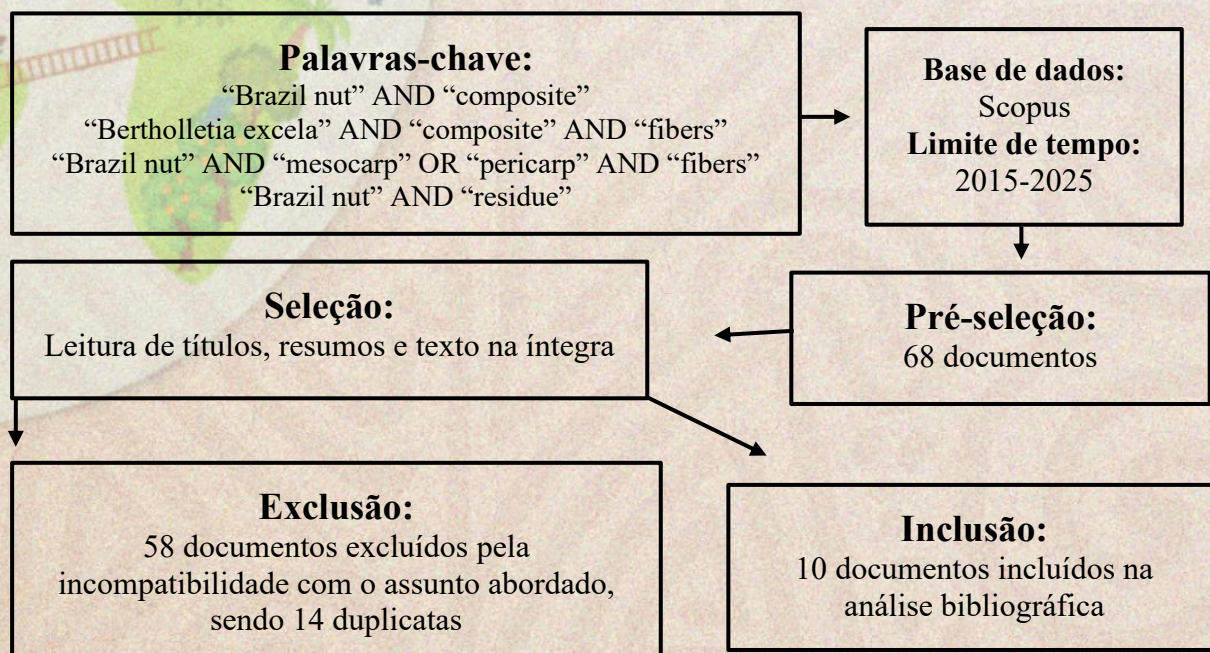 Palavras-chave:
“Brazil nut” AND “composite”
“Bertholletia excela” AND “composite” AND “fibers”
“Brazil nut” AND “mesocarp” OR “pericarp” AND “fibers”
“Brazil nut” AND “residue”
Base de dados:
Scopus
Limite de tempo:
2015-2025
Pré-seleção:
68 documentos
Seleção:
Leitura de títulos, resumos e texto na íntegra
Exclusão:
58 documentos excluídos pela
incompatibilidade com o assunto abordado,
sendo 14 duplicatas
Inclusão:
10 documentos incluídos na
análise bibliográfica